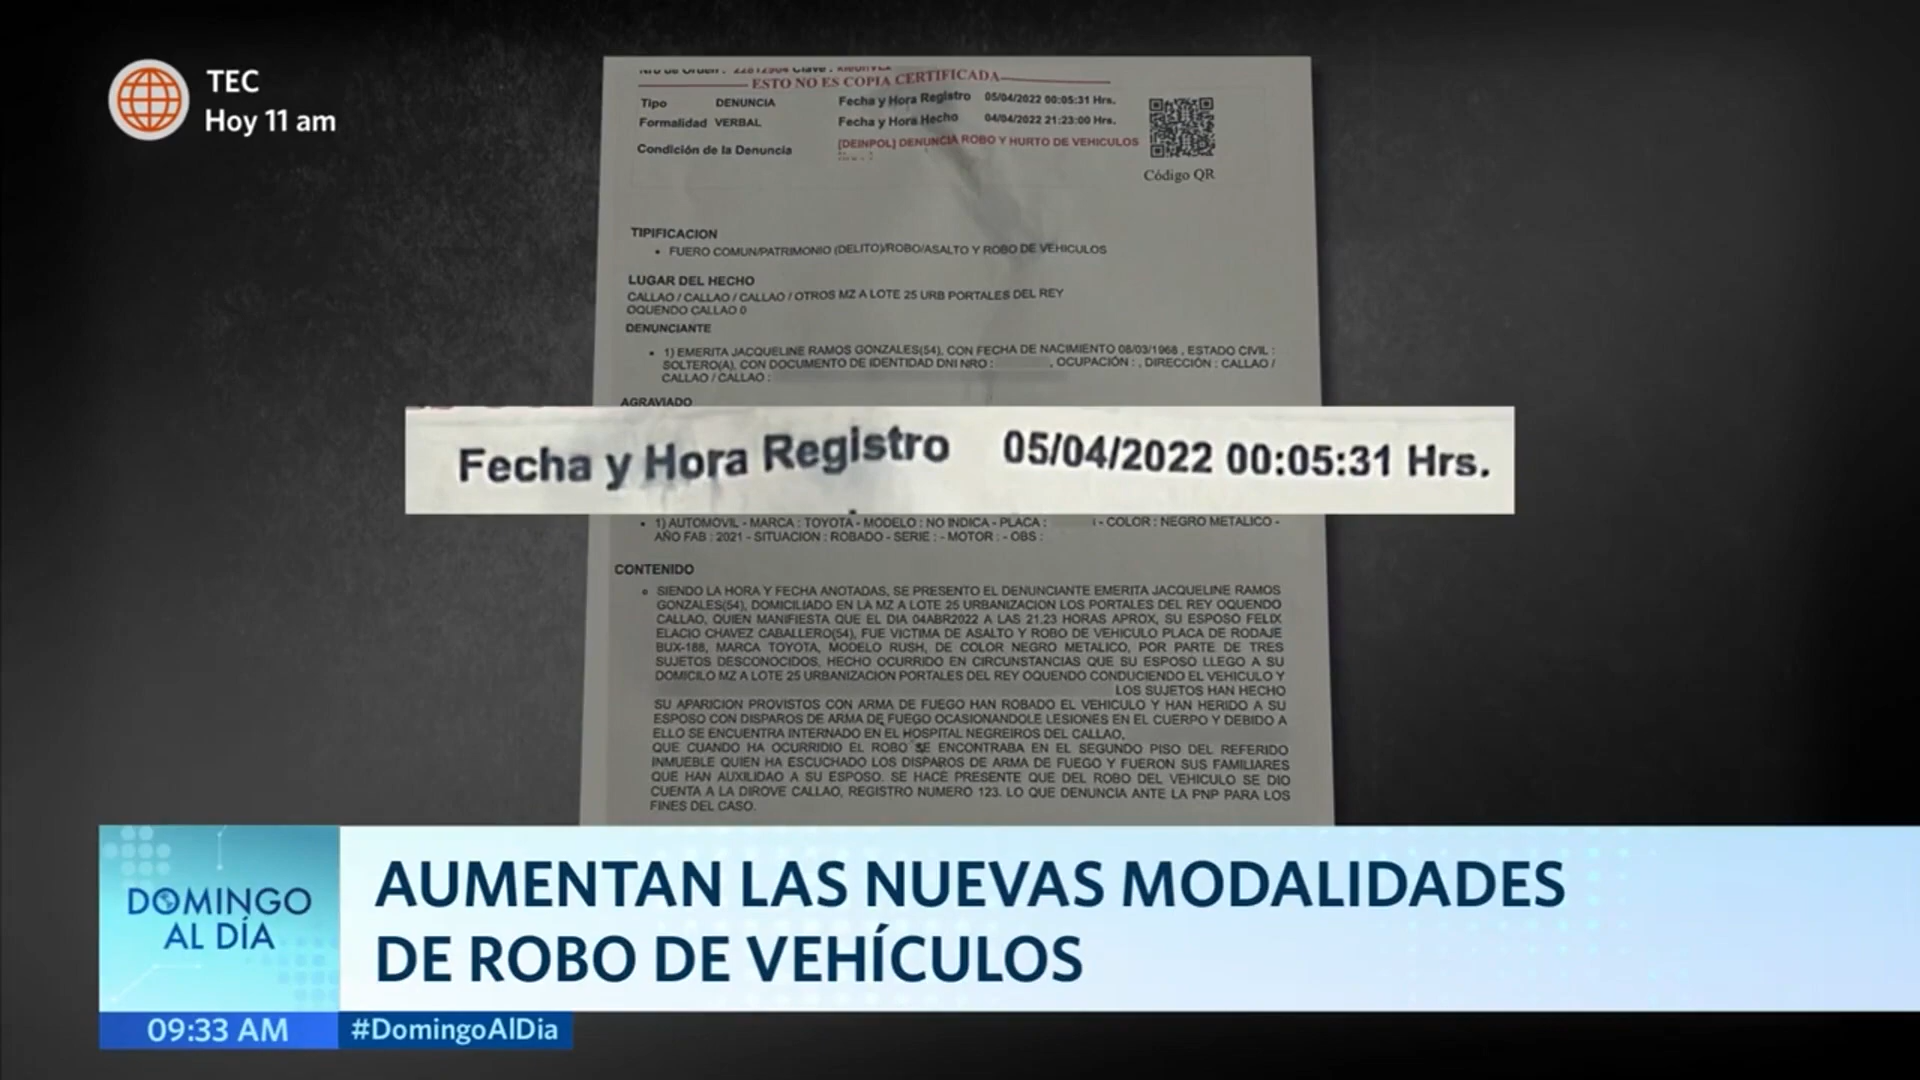 TEC
Hoy 11 am
ESTO NO ES COPIA CERTIFICADA
Tipo DENUNCIA Fecha y Hora Registro 05/04/2022 00:05:31 Hrs.
Formalidad VERBAL Fecha y Hora Hecho 04/04/2022 21:23:00 Hrs.
Condición de la Denuncia [DEINPOL] DENUNCIA ROBO Y HURTO DE VEHICULOS
Código QR
TIPIFICACION
• FUERO COMUN/PATRIMONIO (DELITO)/ROBO/ASALTO Y ROBO DE VEHICULOS
LUGAR DEL HECHO
CALLAO / CALLAO / CALLAO / OTROS MZ A LOTE 25 URB PORTALES DEL REY
OQUENDO CALLAO 0
DENUNCIANTE
• 1) EMERITA JACQUELINE RAMOS GONZALES(54), CON FECHA DE NACIMIENTO 08/03/1968 , ESTADO CIVIL :
SOLTERO(A), CON DOCUMENTO DE IDENTIDAD DNI NRO : , OCUPACIÓN : , DIRECCIÓN : CALLAO /
CALLAO / CALLAO :
AGRAVIADO
Fecha y Hora Registro 05/04/2022 00:05:31 Hrs.
• 1) AUTOMOVIL - MARCA : TOYOTA - MODELO : NO INDICA - PLACA : - COLOR : NEGRO METALICO -
AÑO FAB : 2021 - SITUACION : ROBADO - SERIE : - MOTOR : - OBS :
CONTENIDO
SIENDO LA HORA Y FECHA ANOTADAS, SE PRESENTO EL DENUNCIANTE EMERITA JACQUELINE RAMOS
GONZALES(54), DOMICILIADO EN LA MZ A LOTE 25 URBANIZACION LOS PORTALES DEL REY OQUENDO
CALLAO, QUIEN MANIFIESTA QUE EL DIA 04ABR2022 A LAS 21.23 HORAS APROX, SU ESPOSO FELIX
ELACIO CHAVEZ CABALLERO(54), FUE VICTIMA DE ASALTO Y ROBO DE VEHICULO PLACA DE RODAJE
BUX-188, MARCA TOYOTA, MODELO RUSH, DE COLOR NEGRO METALICO, POR PARTE DE TRES
SUJETOS DESCONOCIDOS, HECHO OCURRIDO EN CIRCUNSTANCIAS QUE SU ESPOSO LLEGO A SU
DOMICILO MZ A LOTE 25 URBANIZACION PORTALES DEL REY OQUENDO CONDUCIENDO EL VEHICULO Y
LOS SUJETOS HAN HECHO
SU APARICION PROVISTOS CON ARMA DE FUEGO HAN ROBADO EL VEHICULO Y HAN HERIDO A SU
ESPOSO CON DISPAROS DE ARMA DE FUEGO OCASIONANDOLE LESIONES EN EL CUERPO Y DEBIDO A
ELLO SE ENCUENTRA INTERNADO EN EL HOSPITAL NEGREIROS DEL CALLAO,
QUE CUANDO HA OCURRIDIO EL ROBO SE ENCONTRABA EN EL SEGUNDO PISO DEL REFERIDO
INMUEBLE QUIEN HA ESCUCHADO LOS DISPAROS DE ARMA DE FUEGO Y FUERON SUS FAMILIARES
QUE HAN AUXILIDAO A SU ESPOSO. SE HACE PRESENTE QUE DEL ROBO DEL VEHICULO SE DIO
CUENTA A LA DIROVE CALLAO, REGISTRO NUMERO 123. LO QUE DENUNCIA ANTE LA PNP PARA LOS
FINES DEL CASO.
DOMINGO
AL DÍA
AUMENTAN LAS NUEVAS MODALIDADES
DE ROBO DE VEHÍCULOS
09:33 AM #DomingoAlDia